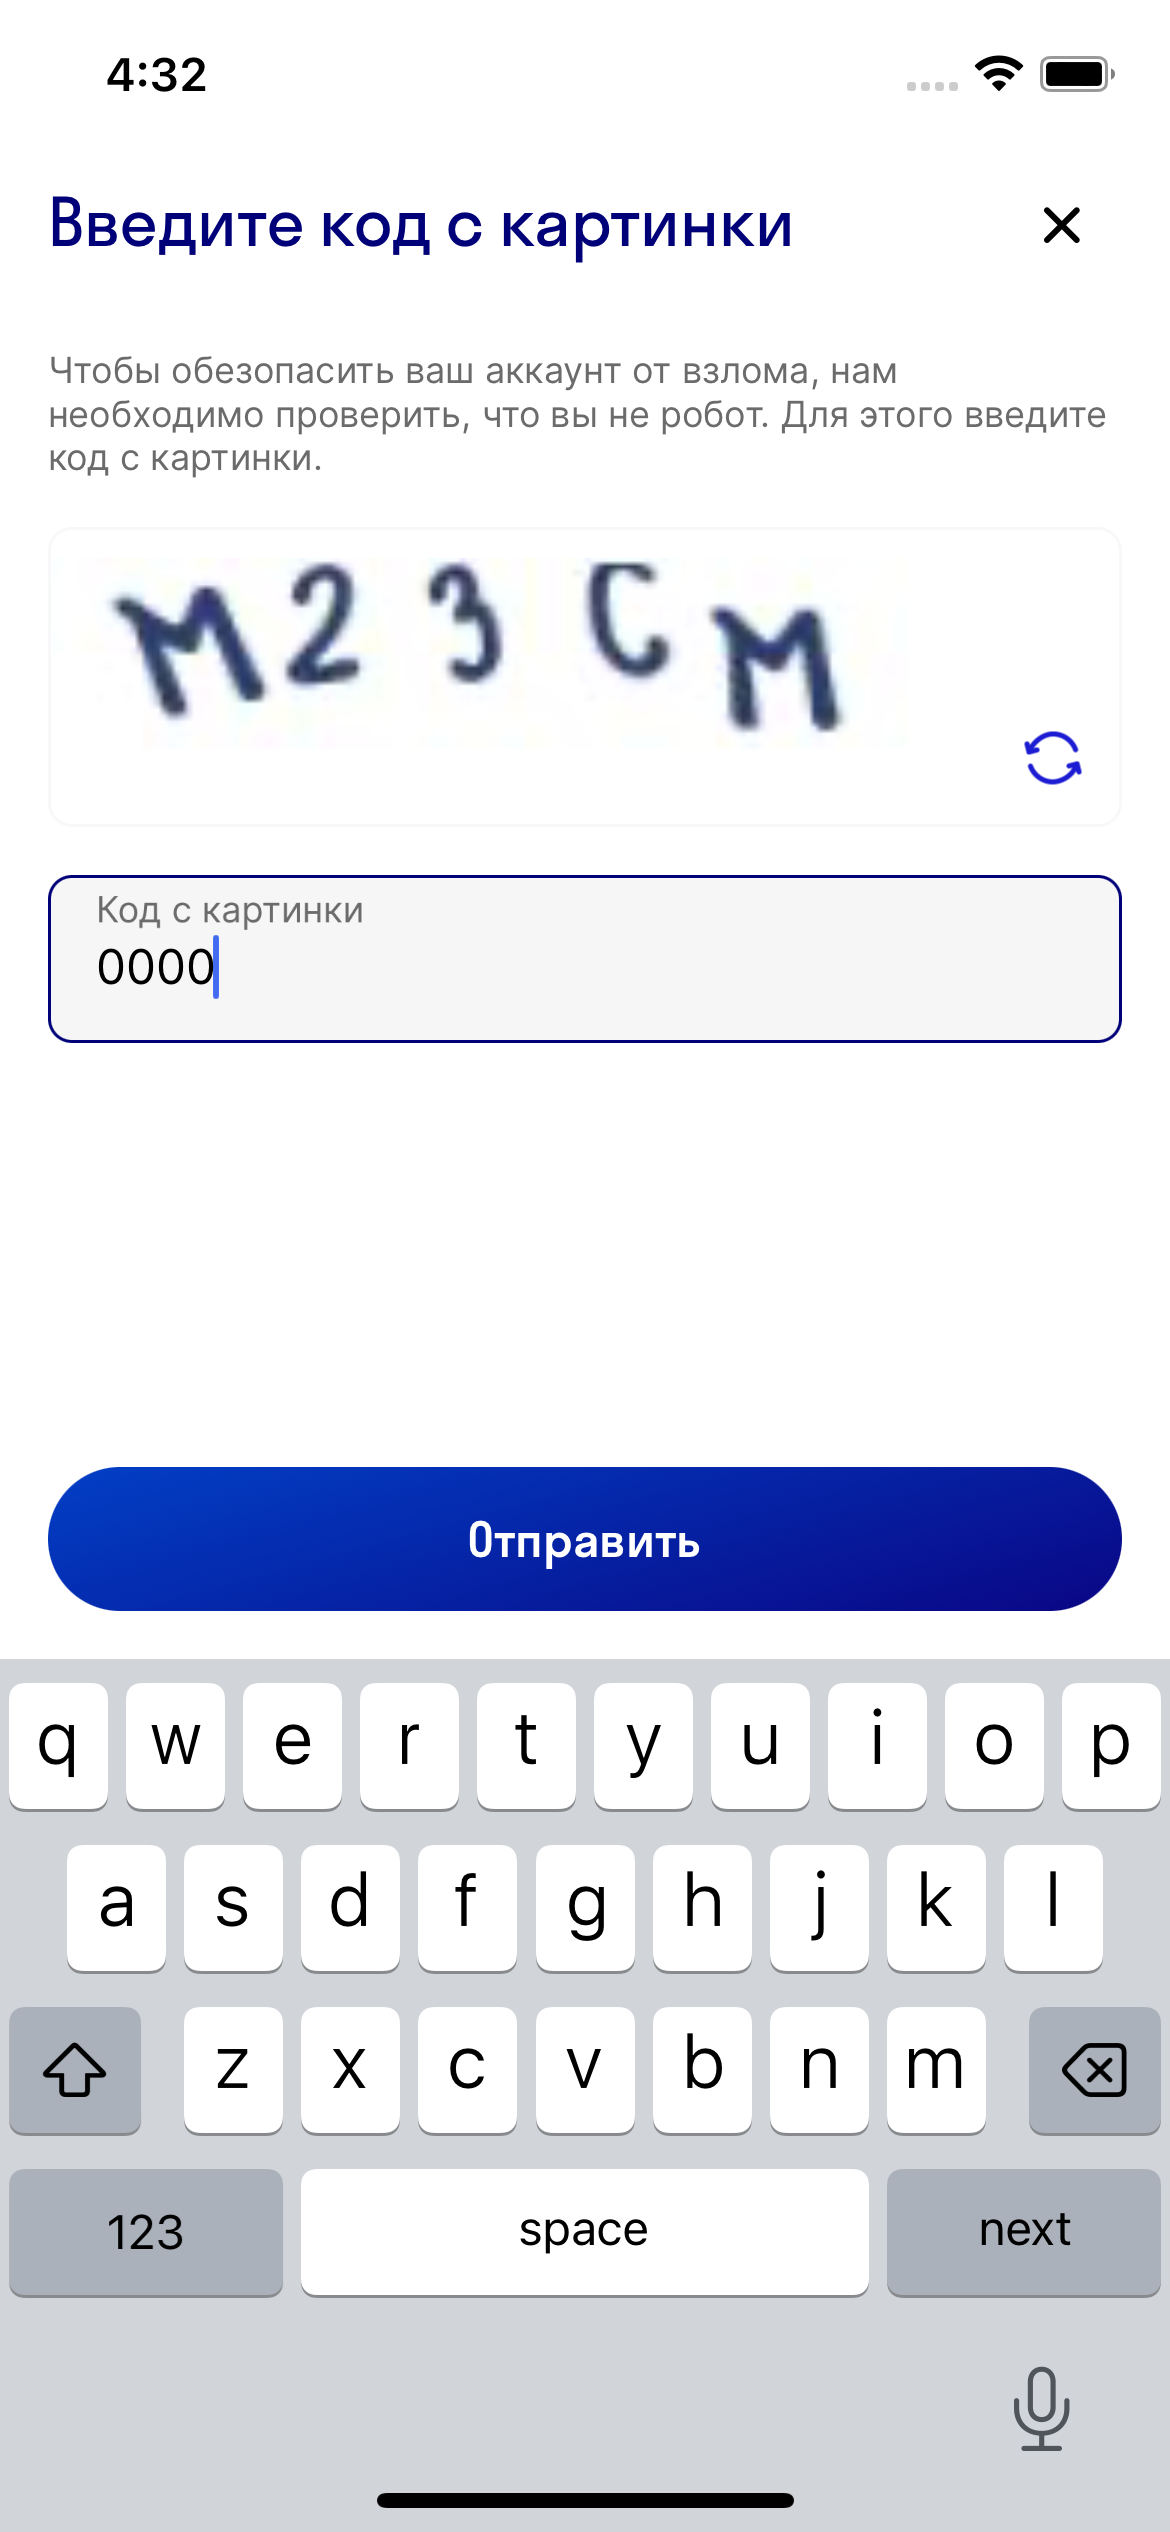 4:32
Введите код с картинки
Чтобы обезопасить ваш аккаунт от взлома, нам
необходимо проверить, что вы не робот. Для этого введите
код с картинки.
M23CM
Код с картинки
0000
Отправить
q w e r t y u i o p
a s d f g h j k l
z x c v b n m
123 space next